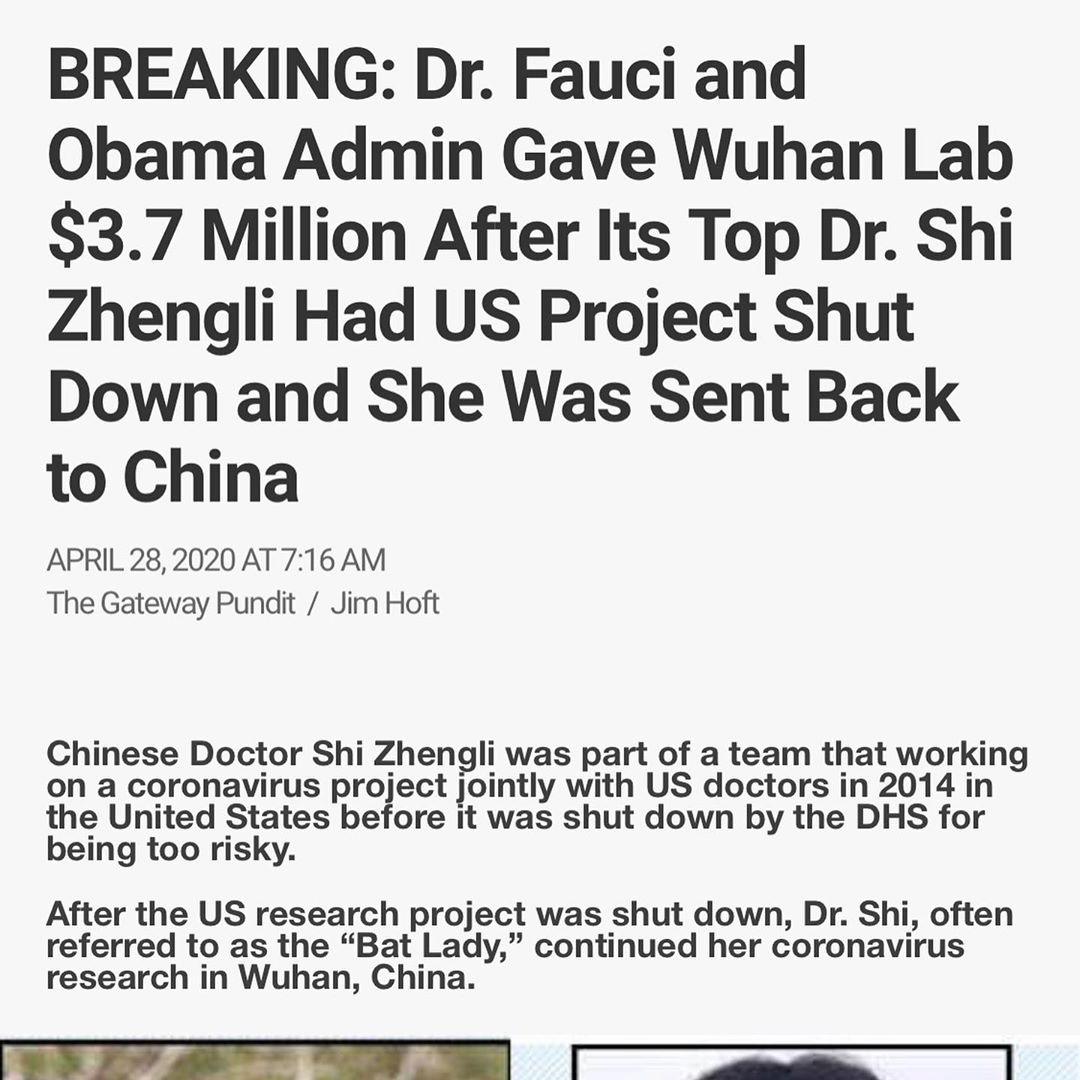 BREAKING: Dr. Fauci and
Obama Admin Gave Wuhan Lab
$3.7 Million After Its Top Dr. Shi
Zhengli Had US Project Shut
Down and She Was Sent Back
to China
APRIL 28, 2020 AT 7:16 AM
The Gateway Pundit / Jim Hoft
Chinese Doctor Shi Zhengli was part of a team that working
on a coronavirus project jointly with US doctors in 2014 in
the United States before it was shut down by the DHS for
being too risky.
After the US research project was shut down, Dr. Shi, often
referred to as the “Bat Lady,” continued her coronavirus
research in Wuhan, China.